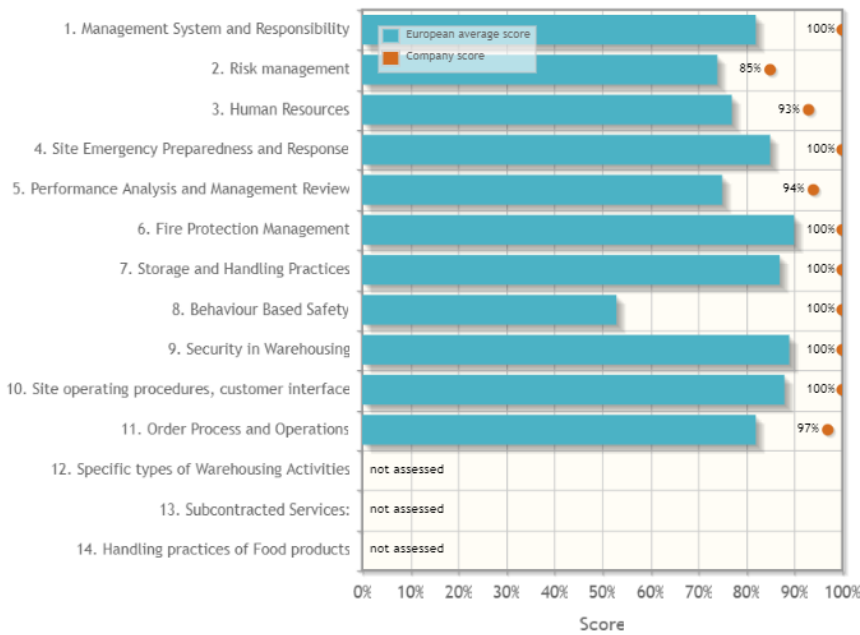 1. Management System and Responsibility
European average score
100%
Company score
2. Risk management
85%
3. Human Resources
93%
4. Site Emergency Preparedness and Response
100%
5. Performance Analysis and Management Review
94%
6. Fire Protection Management
100%
7. Storage and Handling Practices
100%
8. Behaviour Based Safety
100%
9. Security in Warehousing
100%
10. Site operating procedures, customer interface
100%
11. Order Process and Operations
97%
12. Specific types of Warehousing Activities
not assessed
13. Subcontracted Services:
not assessed
14. Handling practices of Food products
not assessed
0% 10% 20% 30% 40% 50% 60% 70% 80% 90% 100%
Score